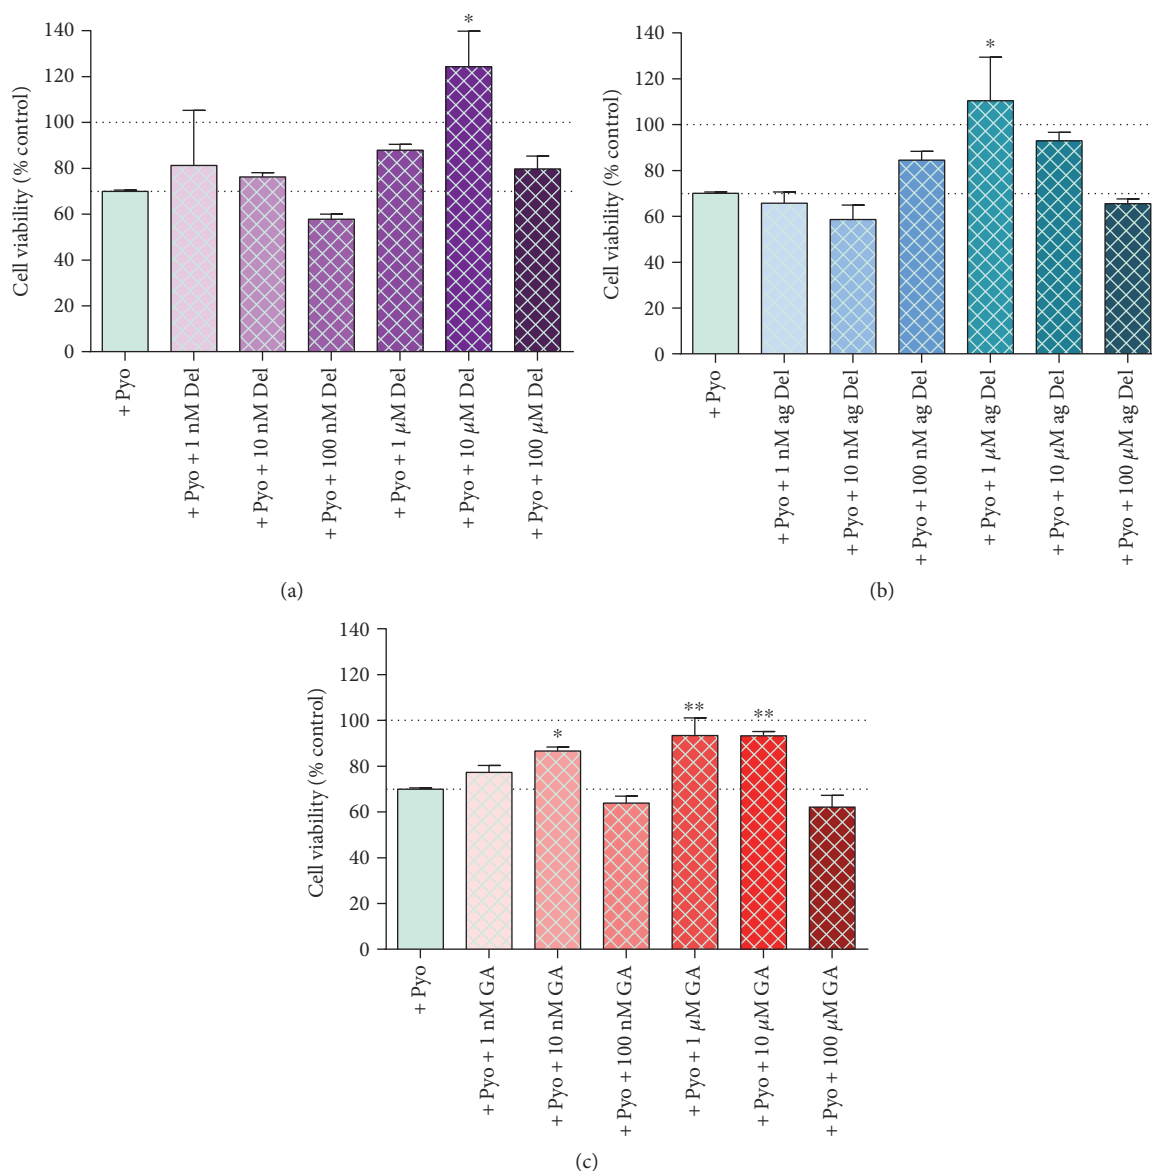 Cell viability (% control)
140
120
100
80
60
40
20
0
*
+ Pyo
+ Pyo + 1 nM Del
+ Pyo + 10 nM Del
+ Pyo + 100 nM Del
+ Pyo + 1 μM Del
+ Pyo + 10 μM Del
+ Pyo + 100 μM Del
(a)
Cell viability (% control)
140
120
100
80
60
40
20
0
*
+ Pyo
+ Pyo + 1 nM ag Del
+ Pyo + 10 nM ag Del
+ Pyo + 100 nM ag Del
+ Pyo + 1 μM ag Del
+ Pyo + 10 μM ag Del
+ Pyo + 100 μM ag Del
(b)
Cell viability (% control)
140
120
100
80
60
40
20
0
*
**
**
+ Pyo
+ Pyo + 1 nM GA
+ Pyo + 10 nM GA
+ Pyo + 100 nM GA
+ Pyo + 1 μM GA
+ Pyo + 10 μM GA
+ Pyo + 100 μM GA
(c)